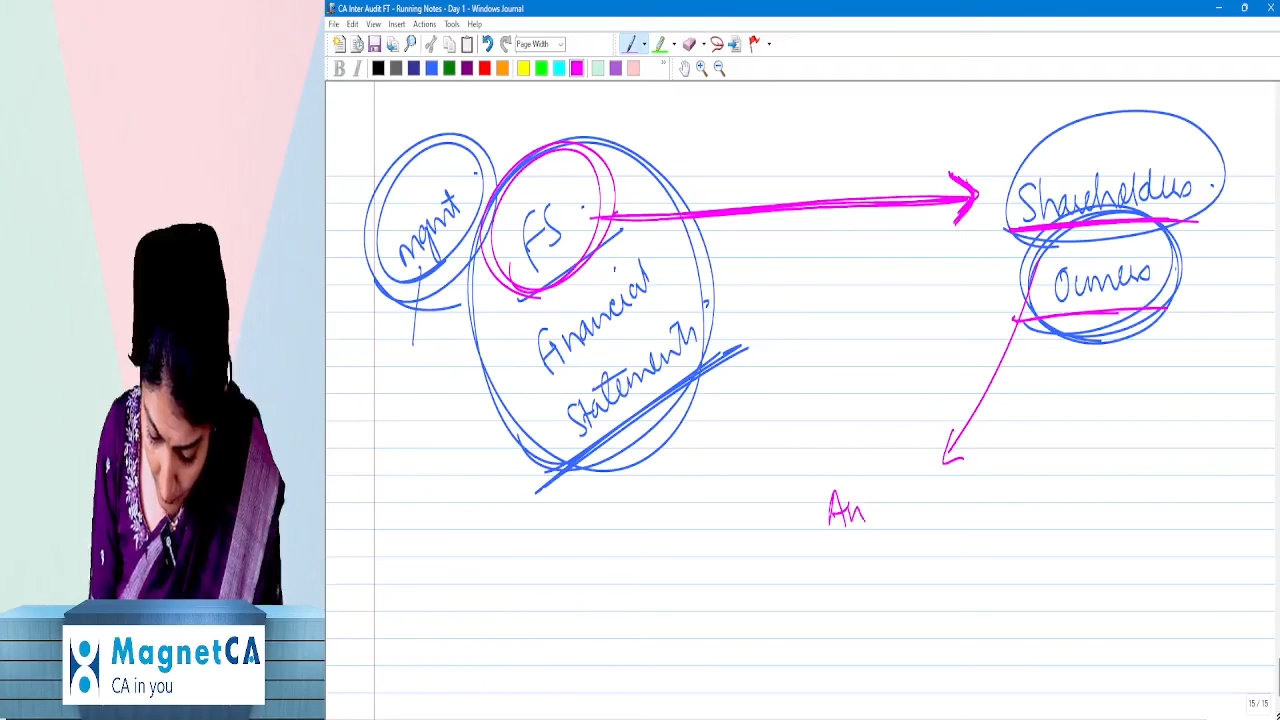 CA Inter Audit FT - Running Notes - Day 1 - Windows Journal
File Edit View Insert Actions Tools Help
Page Width
B I
mgmt.
FS.
financial
statements
Shareholders.
Owners
An
MagnetCA
CA in you
15 / 15